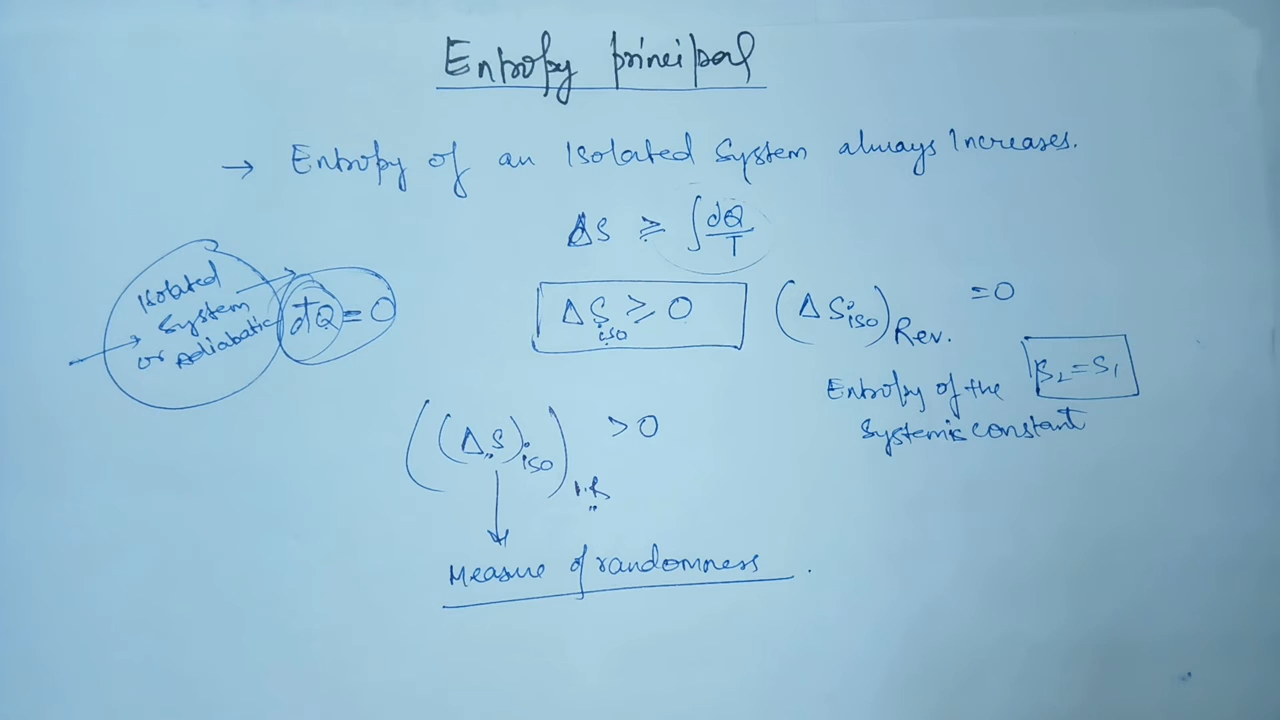 Entropy principal
→ Entropy of an Isolated System always Increases.
ΔS ≥ ∫ dQ/T
Isolated
System
or Adiabatic
đQ = 0
ΔS iso ≥ 0
(ΔS iso) Rev. = 0
Entropy of the
System is constant
S₂ = S₁
((ΔS) iso) I.R > 0
Measure of randomness .